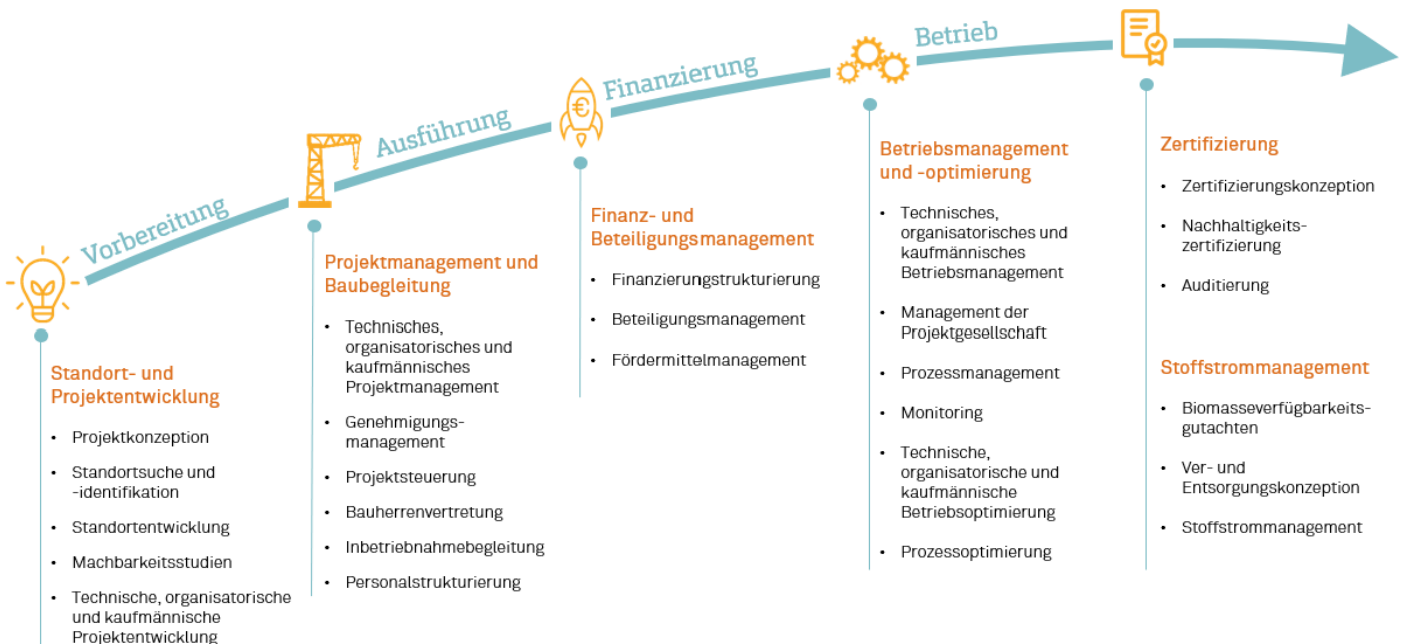 Vorbereitung
Ausführung
Finanzierung
Betrieb
€
Standort- und
Projektentwicklung
• Projektkonzeption
• Standortsuche und
-identifikation
• Standortentwicklung
• Machbarkeitsstudien
• Technische, organisatorische
und kaufmännische
Projektentwicklung
Projektmanagement und
Baubegleitung
• Technisches,
organisatorisches und
kaufmännisches
Projektmanagement
• Genehmigungs-
management
• Projektsteuerung
• Bauherrenvertretung
• Inbetriebnahmebegleitung
• Personalstrukturierung
Finanz- und
Beteiligungsmanagement
• Finanzierungstrukturierung
• Beteiligungsmanagement
• Fördermittelmanagement
Betriebsmanagement
und -optimierung
• Technisches,
organisatorisches und
kaufmännisches
Betriebsmanagement
• Management der
Projektgesellschaft
• Prozessmanagement
• Monitoring
• Technische,
organisatorische und
kaufmännische
Betriebsoptimierung
• Prozessoptimierung
Zertifizierung
• Zertifizierungskonzeption
• Nachhaltigkeits-
zertifizierung
• Auditierung
Stoffstrommanagement
• Biomasseverfügbarkeits-
gutachten
• Ver- und
Entsorgungskonzeption
• Stoffstrommanagement